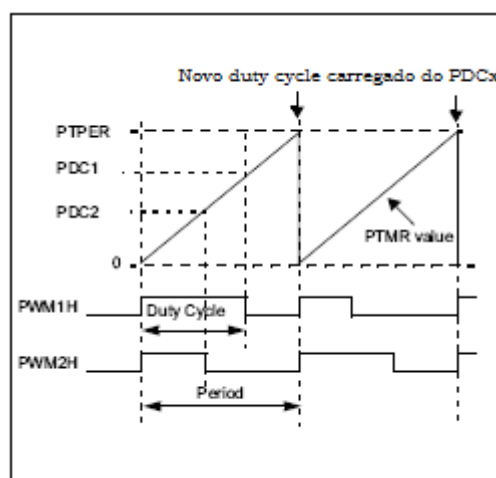 Novo duty cycle carregado do PDCx
PTPER
PDC1
PDC2
PTMR value
0
PWM1H
Duty Cycle
PWM2H
Period